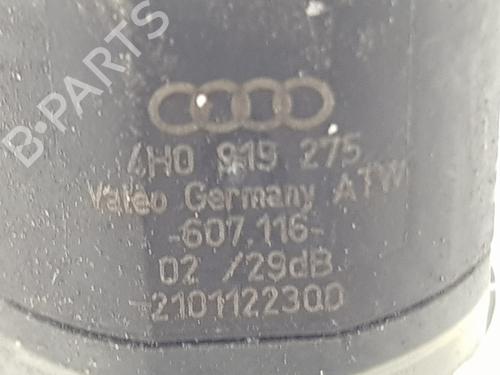 B-PARTS
4H0 919 275
Valeo Germany ATW
-607.116-
02 /29dB
-2101122300